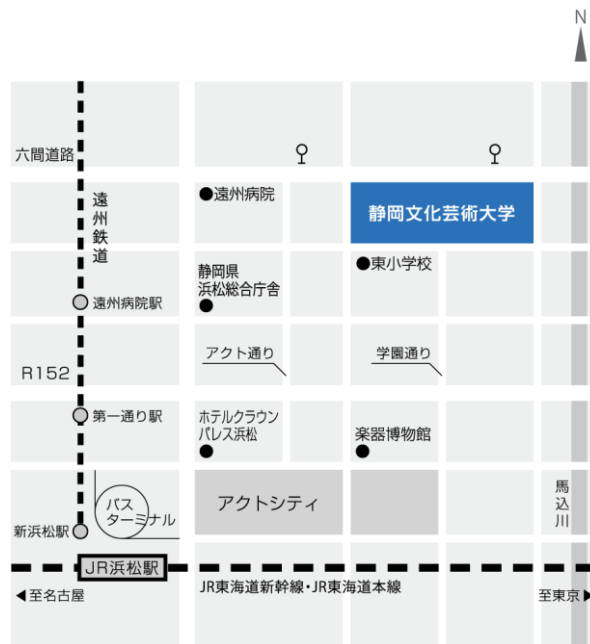 N
六間道路
遠州鉄道
遠州病院
静岡文化芸術大学
静岡県
浜松総合庁舎
東小学校
遠州病院駅
アクト通り
学園通り
R152
第一通り駅
ホテルクラウン
パレス浜松
楽器博物館
バス
ターミナル
アクトシティ
馬込川
新浜松駅
JR浜松駅
JR東海道新幹線・JR東海道本線
◀至名古屋
至東京▶